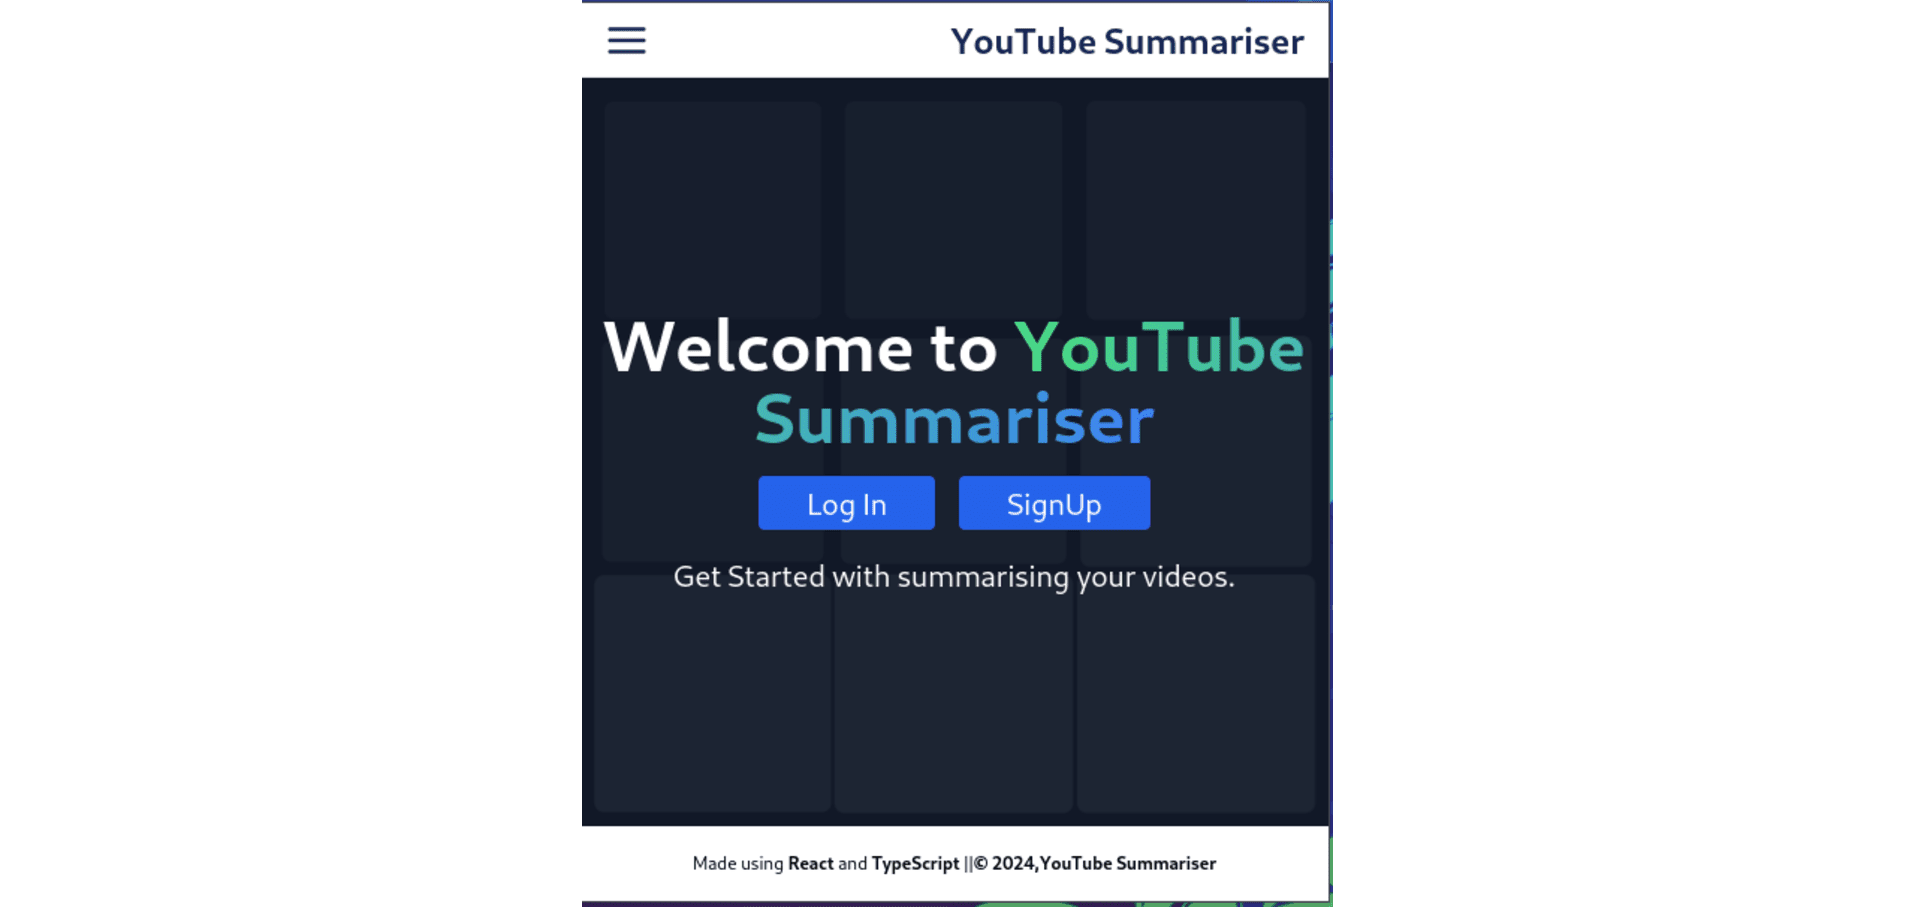 YouTube Summariser
Welcome to YouTube
Summariser
Log In
SignUp
Get Started with summarising your videos.
Made using React and TypeScript ||© 2024,YouTube Summariser